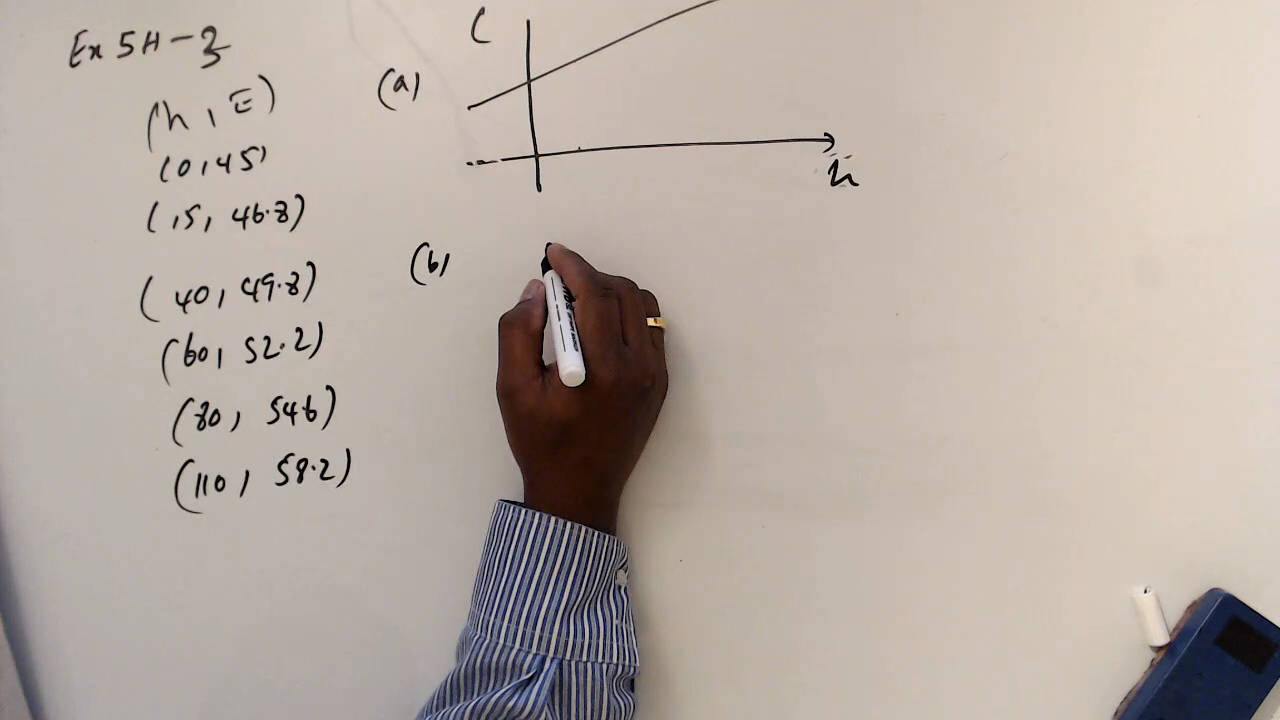 Ex 5H-3
(h, E)
(0, 45)
(15, 46.8)
(40, 49.8)
(60, 52.2)
(80, 54.6)
(110, 58.2)
(a)
C
h
(b)